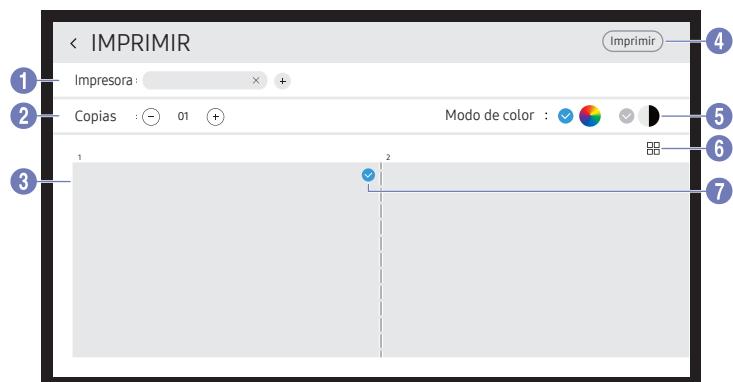 < IMPRIMIR
Imprimir
4
1
Impresora :
× +
2
Copias : − 01 +
Modo de color :
5
6
1
2
3
7